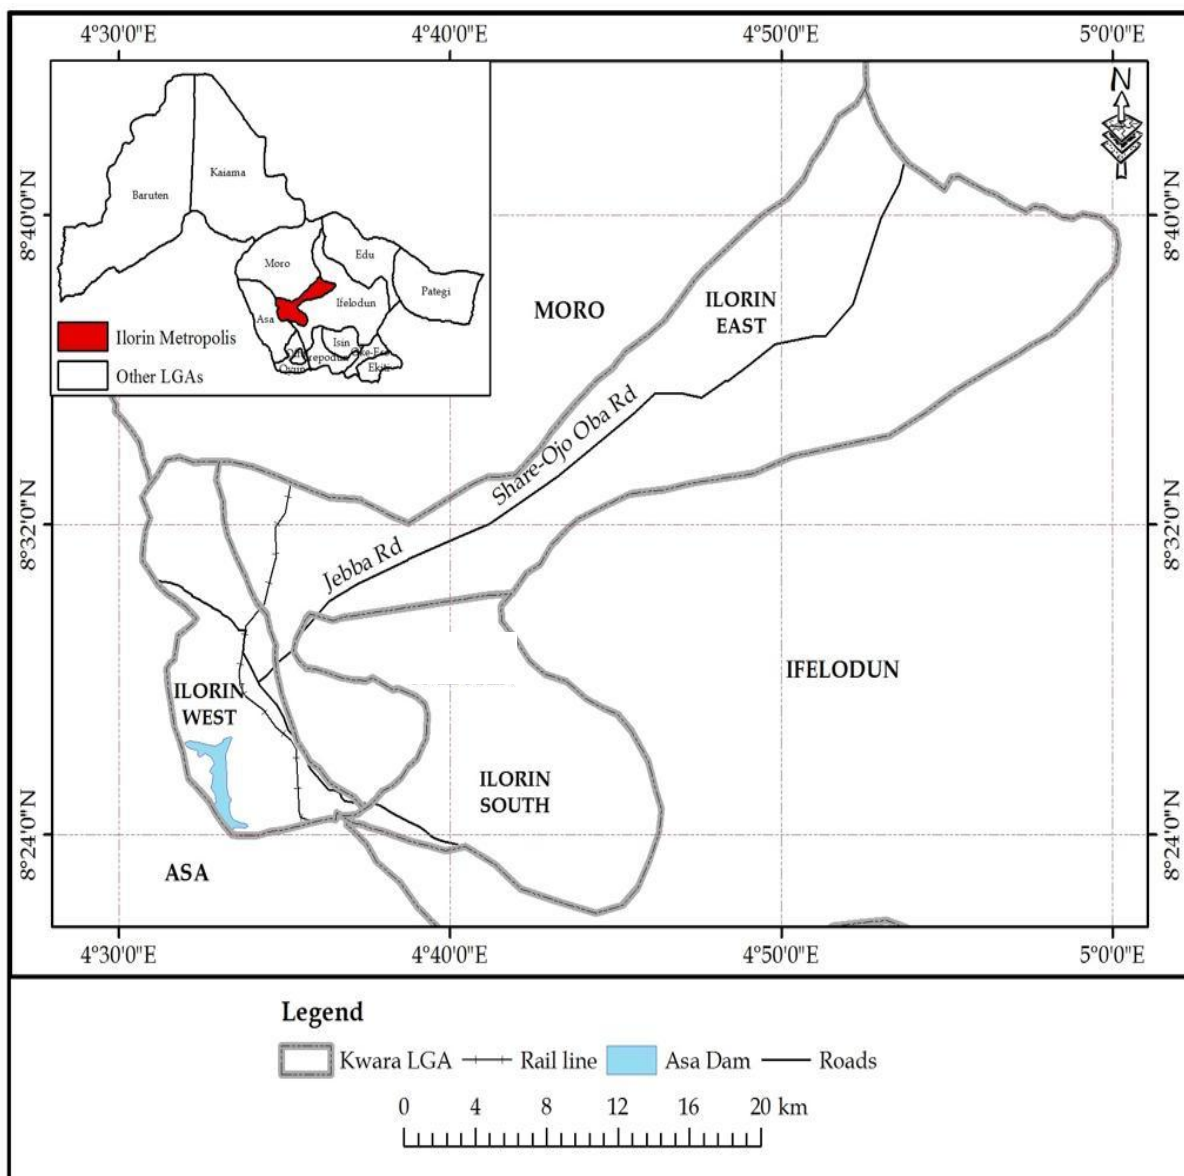 4°30'0"E 4°40'0"E 4°50'0"E 5°0'0"E
N
8°40'0"N
8°40'0"N
Kaiama
Baruten
Edu
Moro
Pategi
Ifelodun
Asa
Isin
Ekiti
Ilorin Metropolis
Other LGAs
MORO
ILORIN
EAST
Share-Ojo Oba Rd
8°32'0"N
8°32'0"N
Jebba Rd
IFELODUN
ILORIN
WEST
ILORIN
SOUTH
8°24'0"N
8°24'0"N
ASA
4°30'0"E 4°40'0"E 4°50'0"E 5°0'0"E
Legend
Kwara LGA Rail line Asa Dam Roads
0 4 8 12 16 20 km